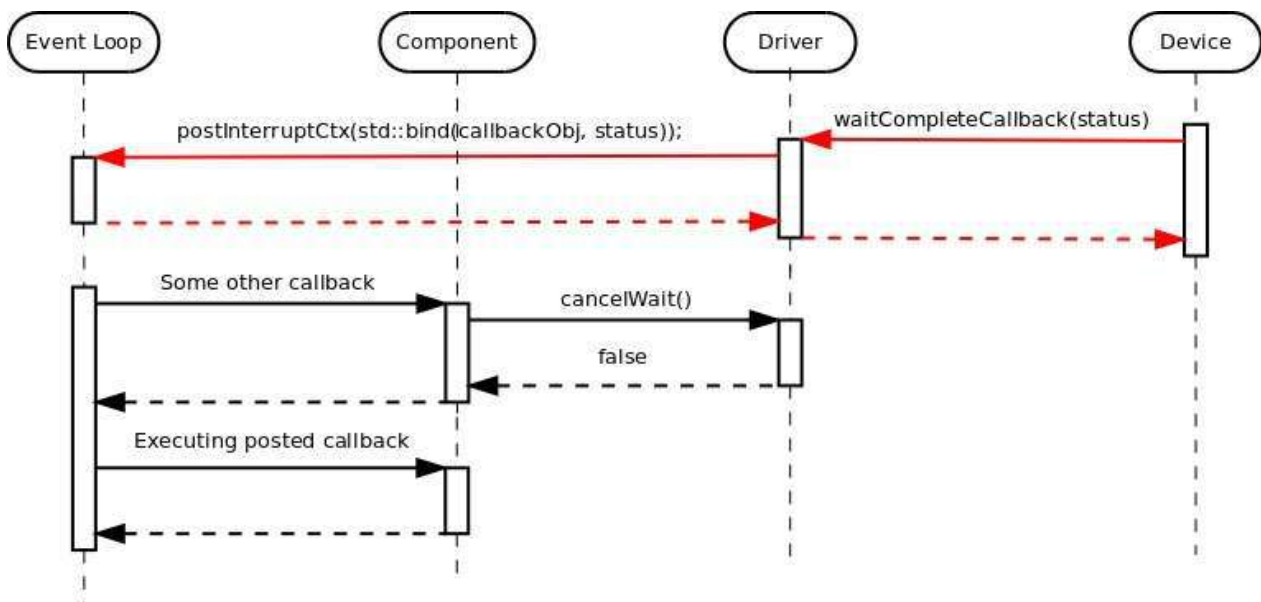 Event Loop
Component
Driver
Device
waitCompleteCallback(status)
postInterruptCtx(std::bind(callbackObj, status));
Some other callback
cancelWait()
false
Executing posted callback